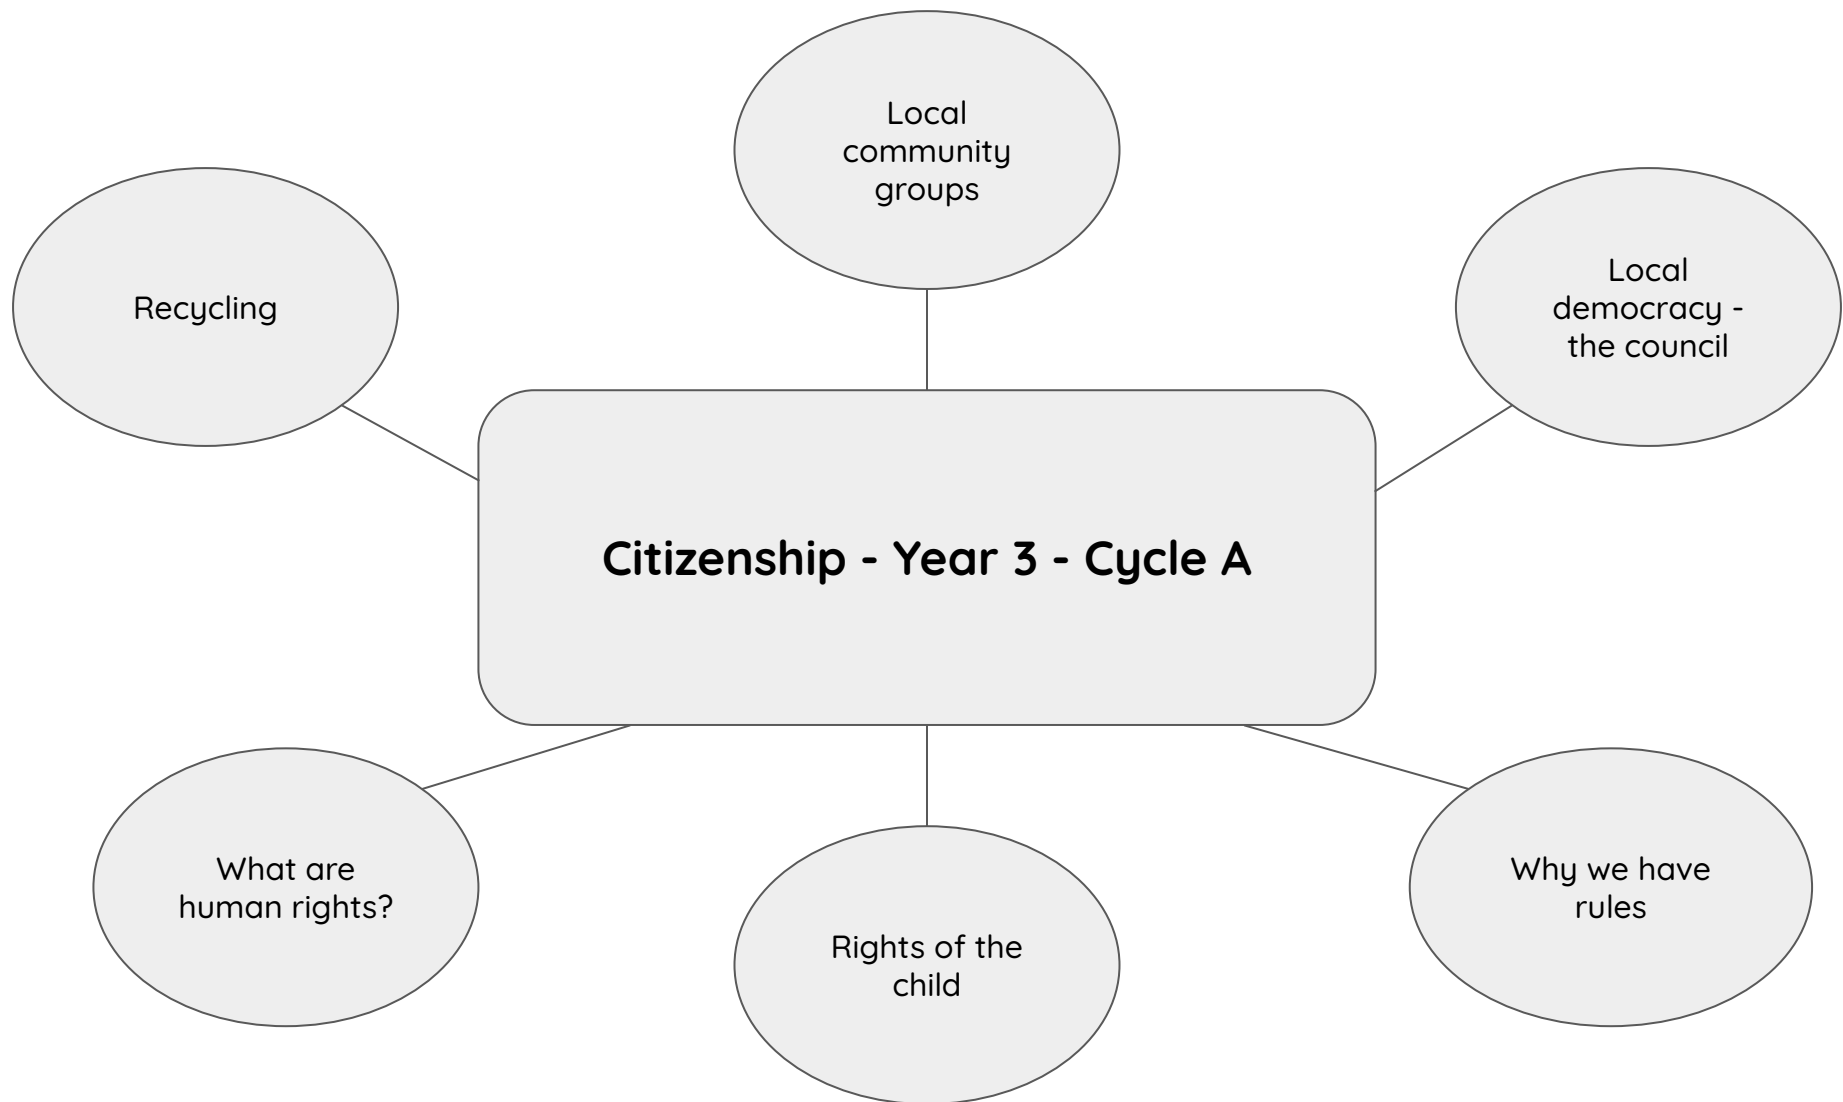 Local
community
groups
Recycling
Local
democracy -
the council
Citizenship - Year 3 - Cycle A
What are
human rights?
Rights of the
child
Why we have
rules